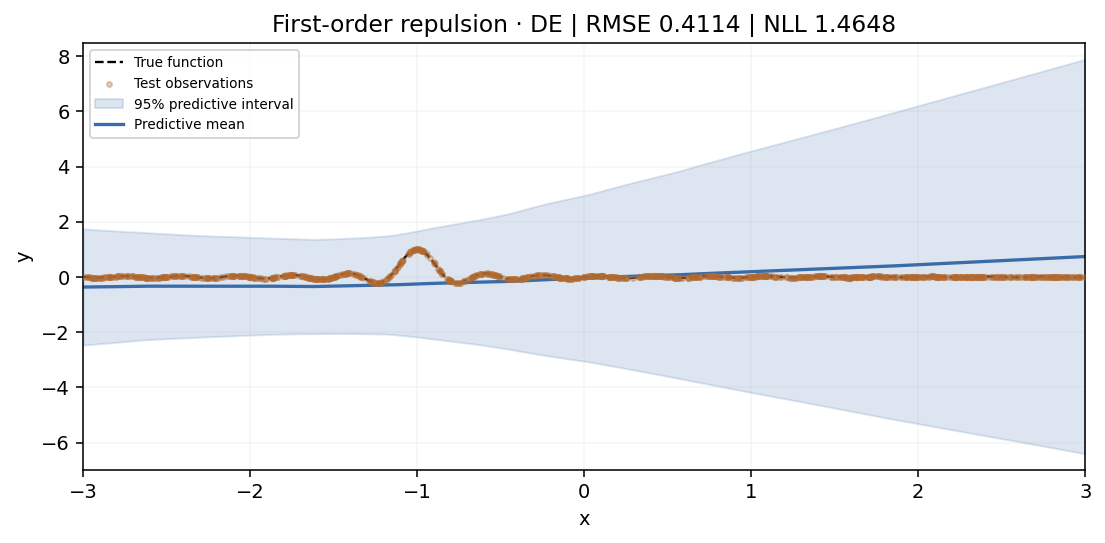 First-order repulsion · DE | RMSE 0.4114 | NLL 1.4648
True function
Test observations
95% predictive interval
Predictive mean
y
8
6
4
2
0
−2
−4
−6
−3
−2
−1
0
1
2
3
x